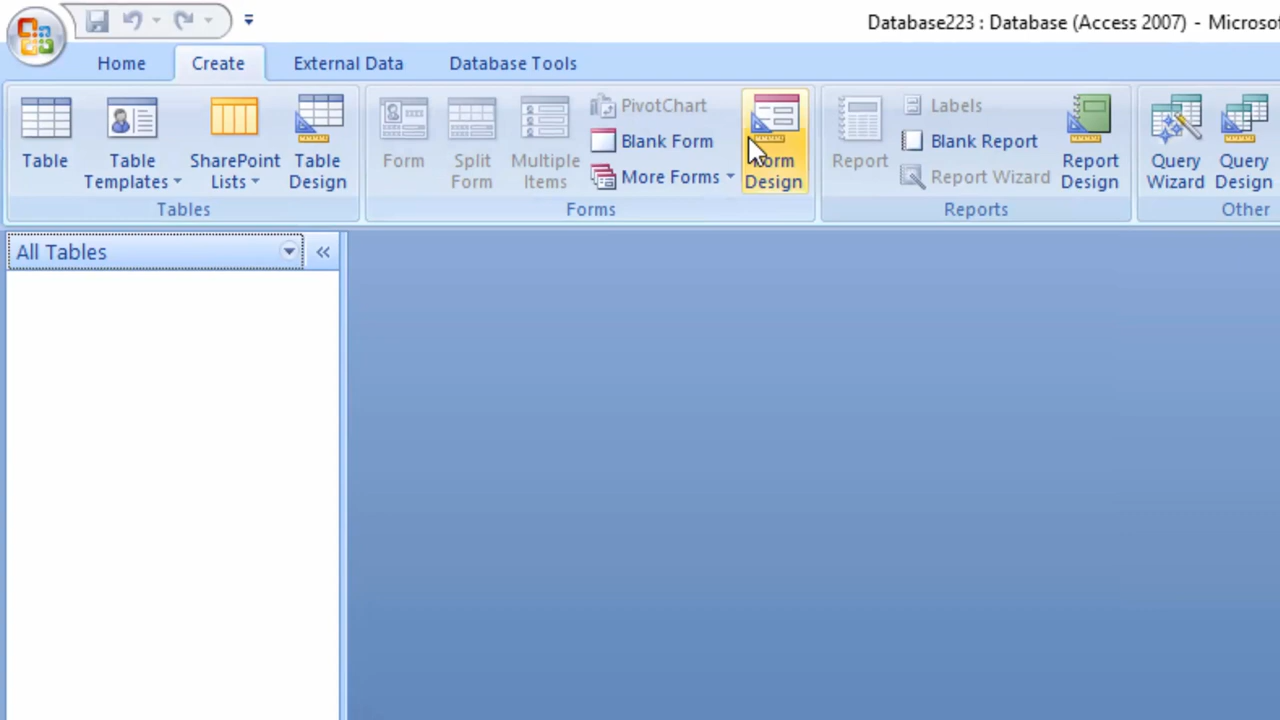 Database223 : Database (Access 2007) - Microso
Home Create External Data Database Tools
Table
Table Templates
SharePoint Lists
Table Design
Tables
Form
Split Form
Multiple Items
PivotChart
Blank Form
More Forms
Form Design
Forms
Report
Labels
Blank Report
Report Wizard
Report Design
Reports
Query Wizard
Query Design
Other
All Tables